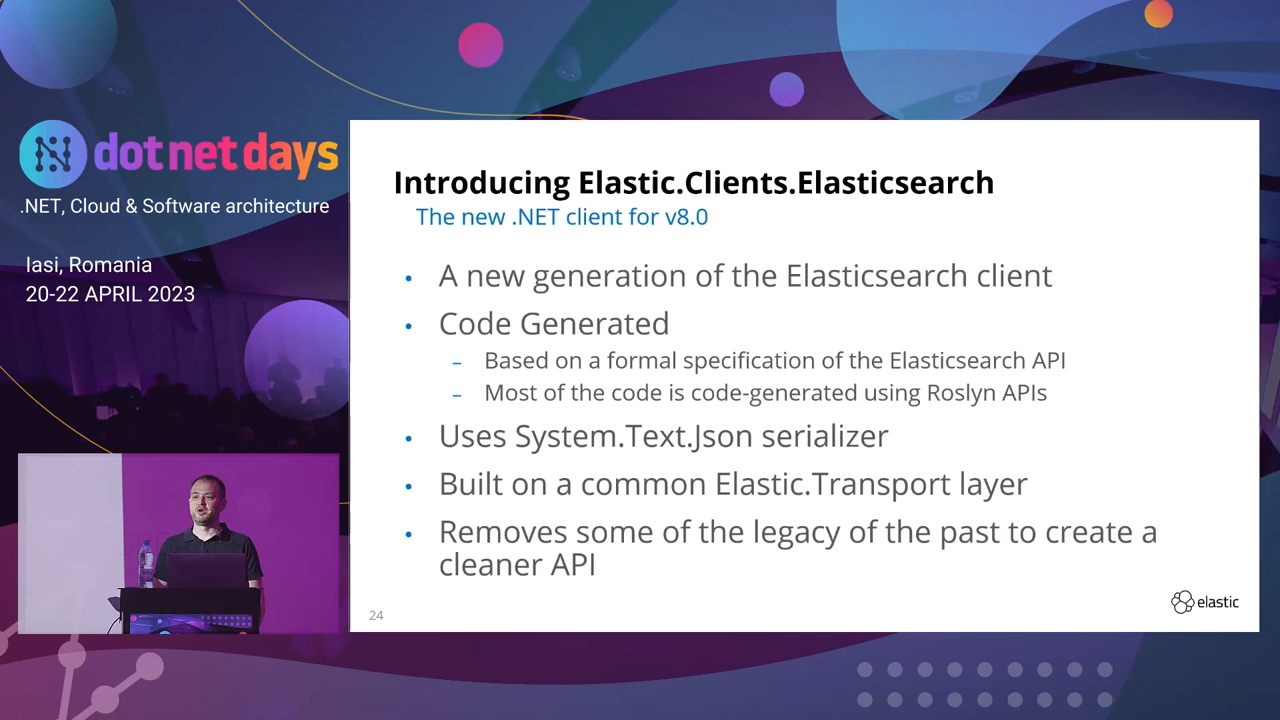 dotnetdays
.NET, Cloud & Software architecture
Iasi, Romania
20-22 APRIL 2023
Introducing Elastic.Clients.Elasticsearch
The new .NET client for v8.0
• A new generation of the Elasticsearch client
• Code Generated
– Based on a formal specification of the Elasticsearch API
– Most of the code is code-generated using Roslyn APIs
• Uses System.Text.Json serializer
• Built on a common Elastic.Transport layer
• Removes some of the legacy of the past to create a
cleaner API
24
elastic